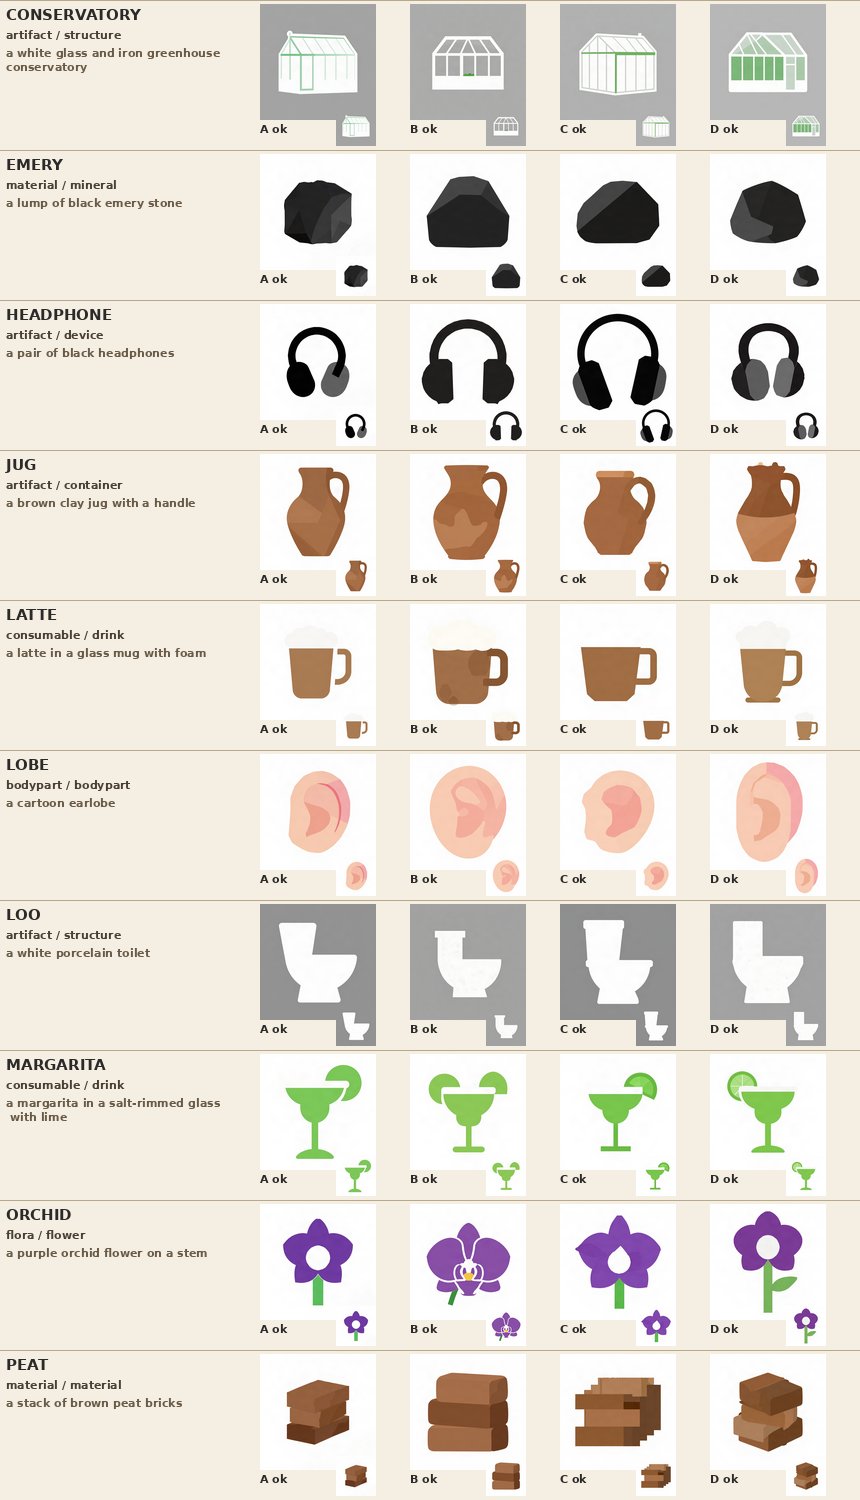 CONSERVATORY
artifact / structure
a white glass and iron greenhouse
conservatory
A ok
B ok
C ok
D ok
EMERY
material / mineral
a lump of black emery stone
A ok
B ok
C ok
D ok
HEADPHONE
artifact / device
a pair of black headphones
A ok
B ok
C ok
D ok
JUG
artifact / container
a brown clay jug with a handle
A ok
B ok
C ok
D ok
LATTE
consumable / drink
a latte in a glass mug with foam
A ok
B ok
C ok
D ok
LOBE
bodypart / bodypart
a cartoon earlobe
A ok
B ok
C ok
D ok
LOO
artifact / structure
a white porcelain toilet
A ok
B ok
C ok
D ok
MARGARITA
consumable / drink
a margarita in a salt-rimmed glass
with lime
A ok
B ok
C ok
D ok
ORCHID
flora / flower
a purple orchid flower on a stem
A ok
B ok
C ok
D ok
PEAT
material / material
a stack of brown peat bricks
A ok
B ok
C ok
D ok